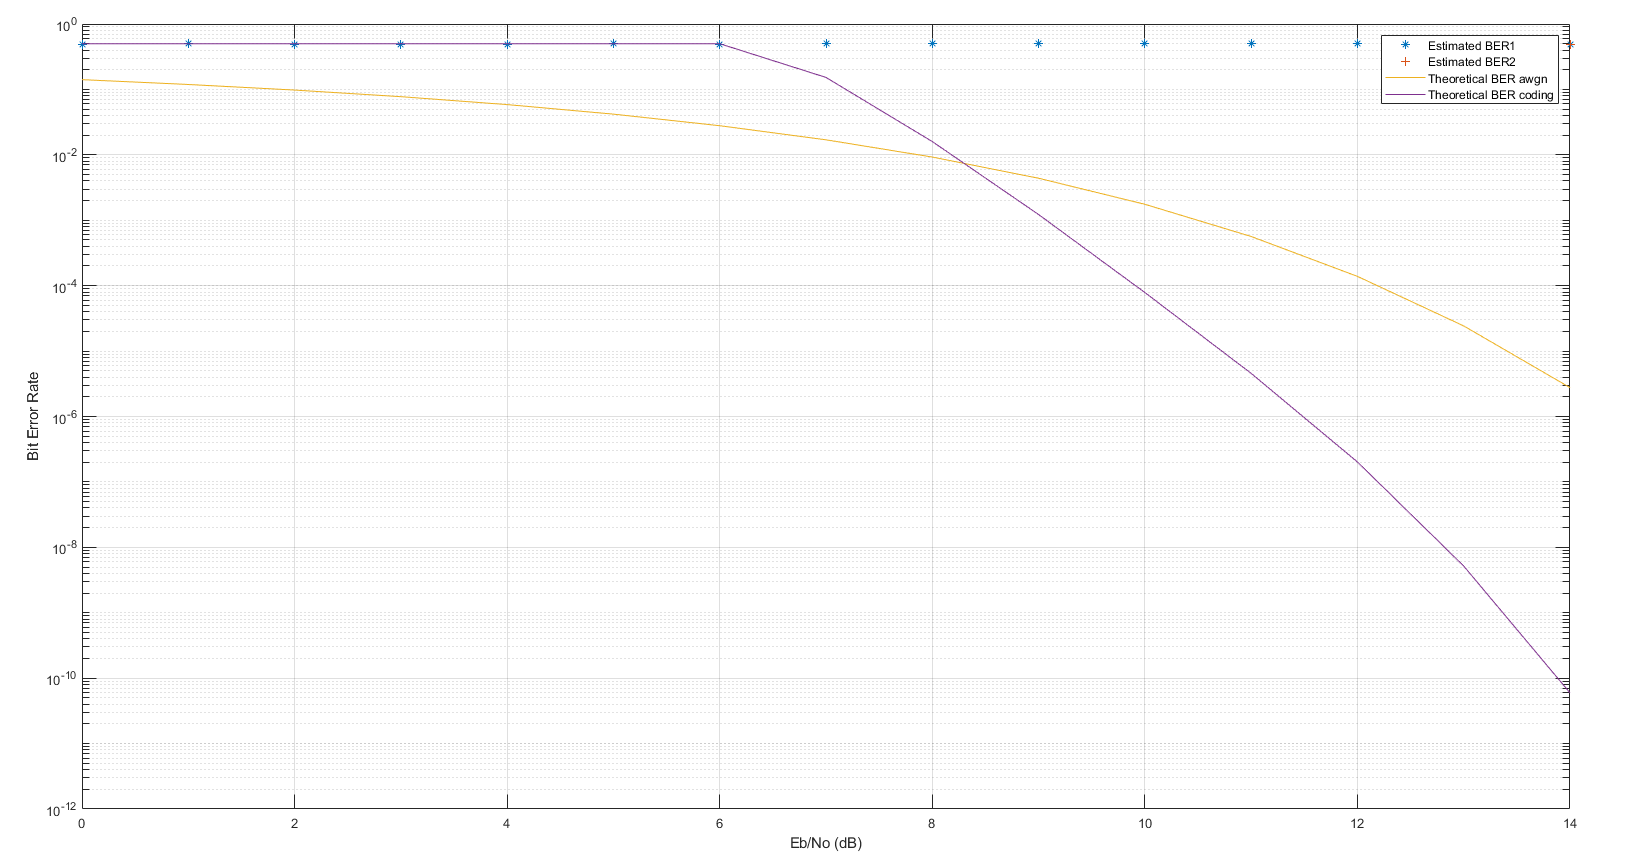 10^0
10^-2
10^-4
10^-6
10^-8
10^-10
10^-12
Bit Error Rate
0 2 4 6 8 10 12 14
Eb/No (dB)
Estimated BER1
Estimated BER2
Theoretical BER awgn
Theoretical BER coding